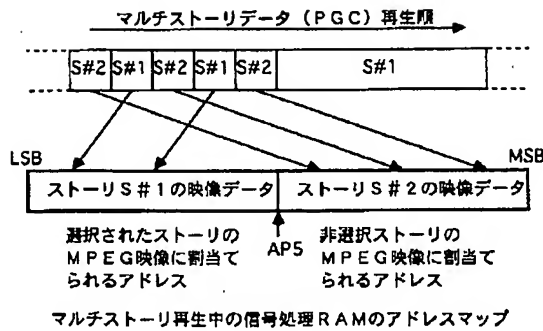 マルチストーリデータ（PGC）再生順
S#2 S#1 S#2 S#1 S#2 S#1
LSB MSB
ストーリS#1の映像データ ストーリS#2の映像データ
選択されたストーリの
MPEG映像に割当て
られるアドレス
AP5
非選択ストーリの
MPEG映像に割当て
られるアドレス
マルチストーリ再生中の信号処理RAMのアドレスマップ